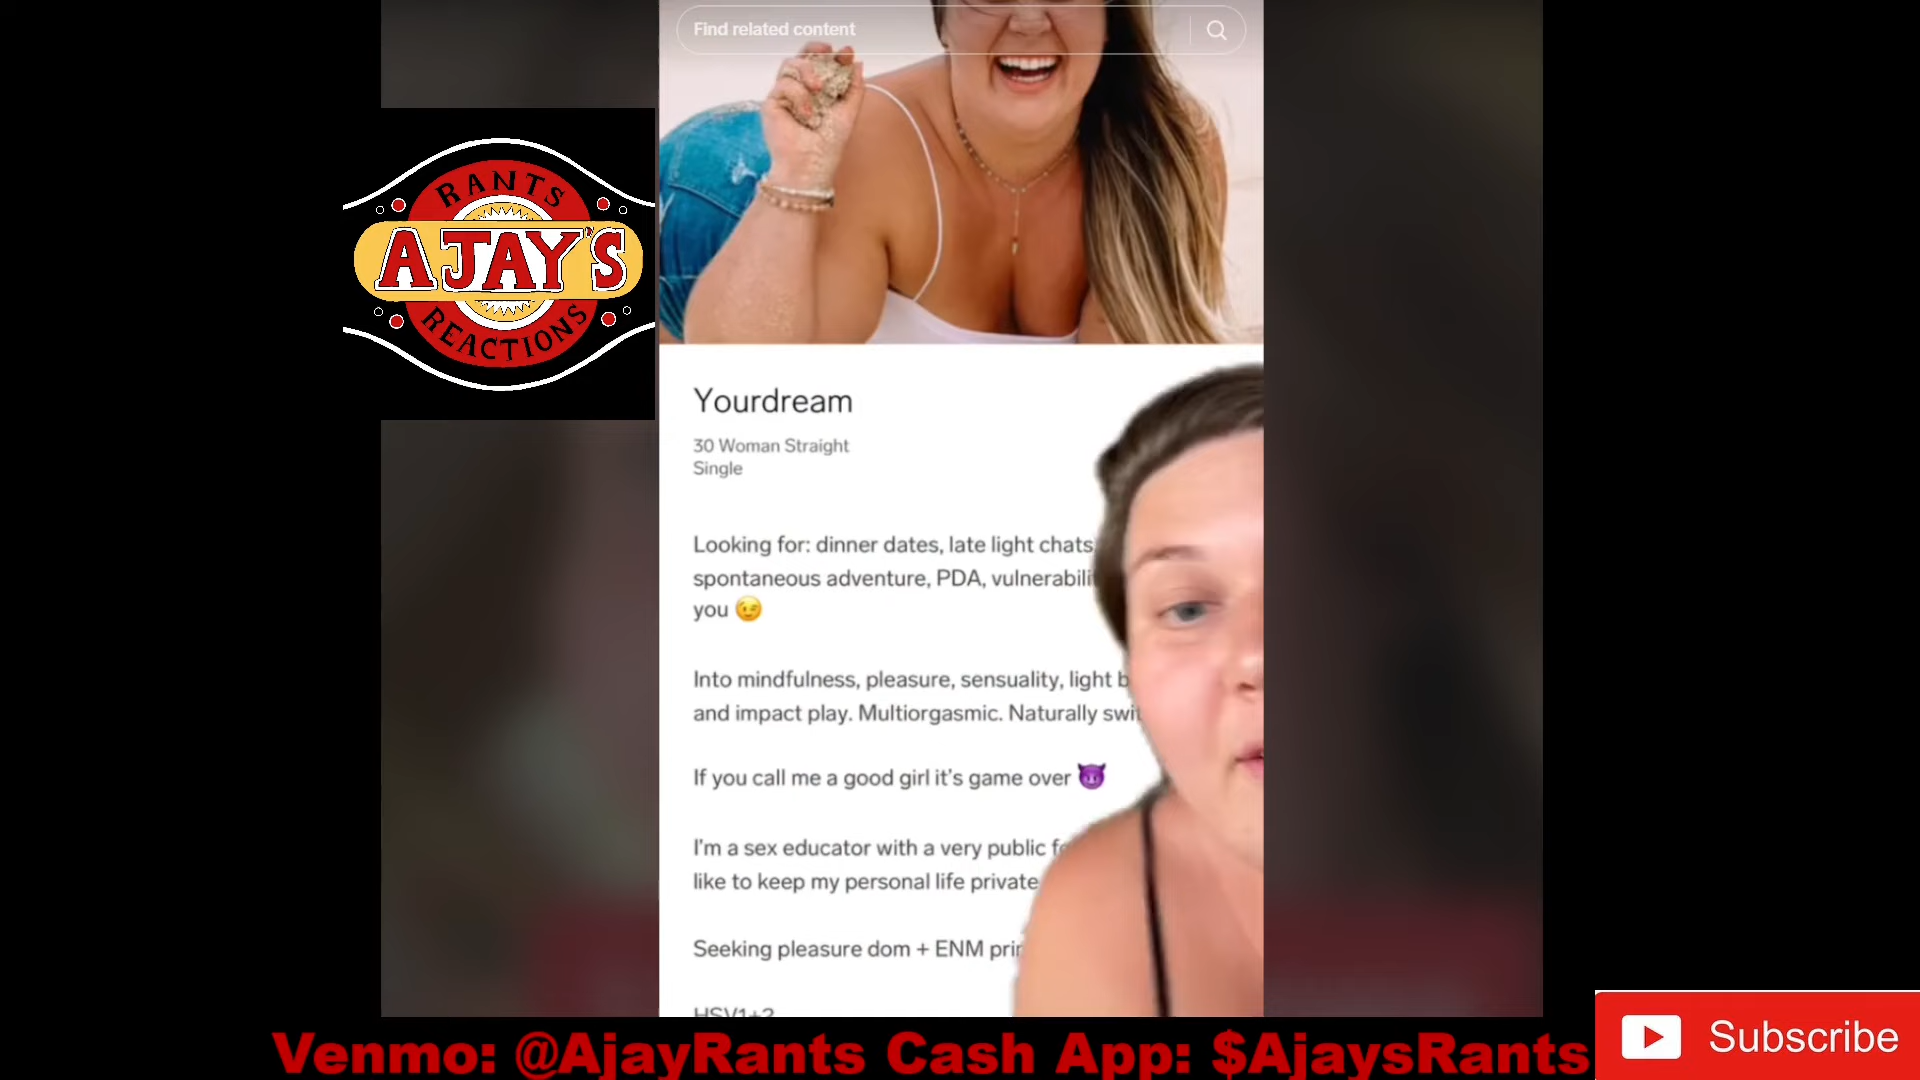 Find related content
RANTS
AJAY'S
REACTIONS
Yourdream
30 Woman Straight
Single
Looking for: dinner dates, late light chats,
spontaneous adventure, PDA,
you 😉
Into mindfulness, pleasure, sensuality, light
and impact play. Multiorgasmic. Naturally
If you call me a good girl it's game over 😈
I'm a sex educator with a very public
like to keep my personal life private
Seeking pleasure dom + ENM
HSV1+2
Venmo: @AjayRants Cash App: $AjaysRants
Subscribe